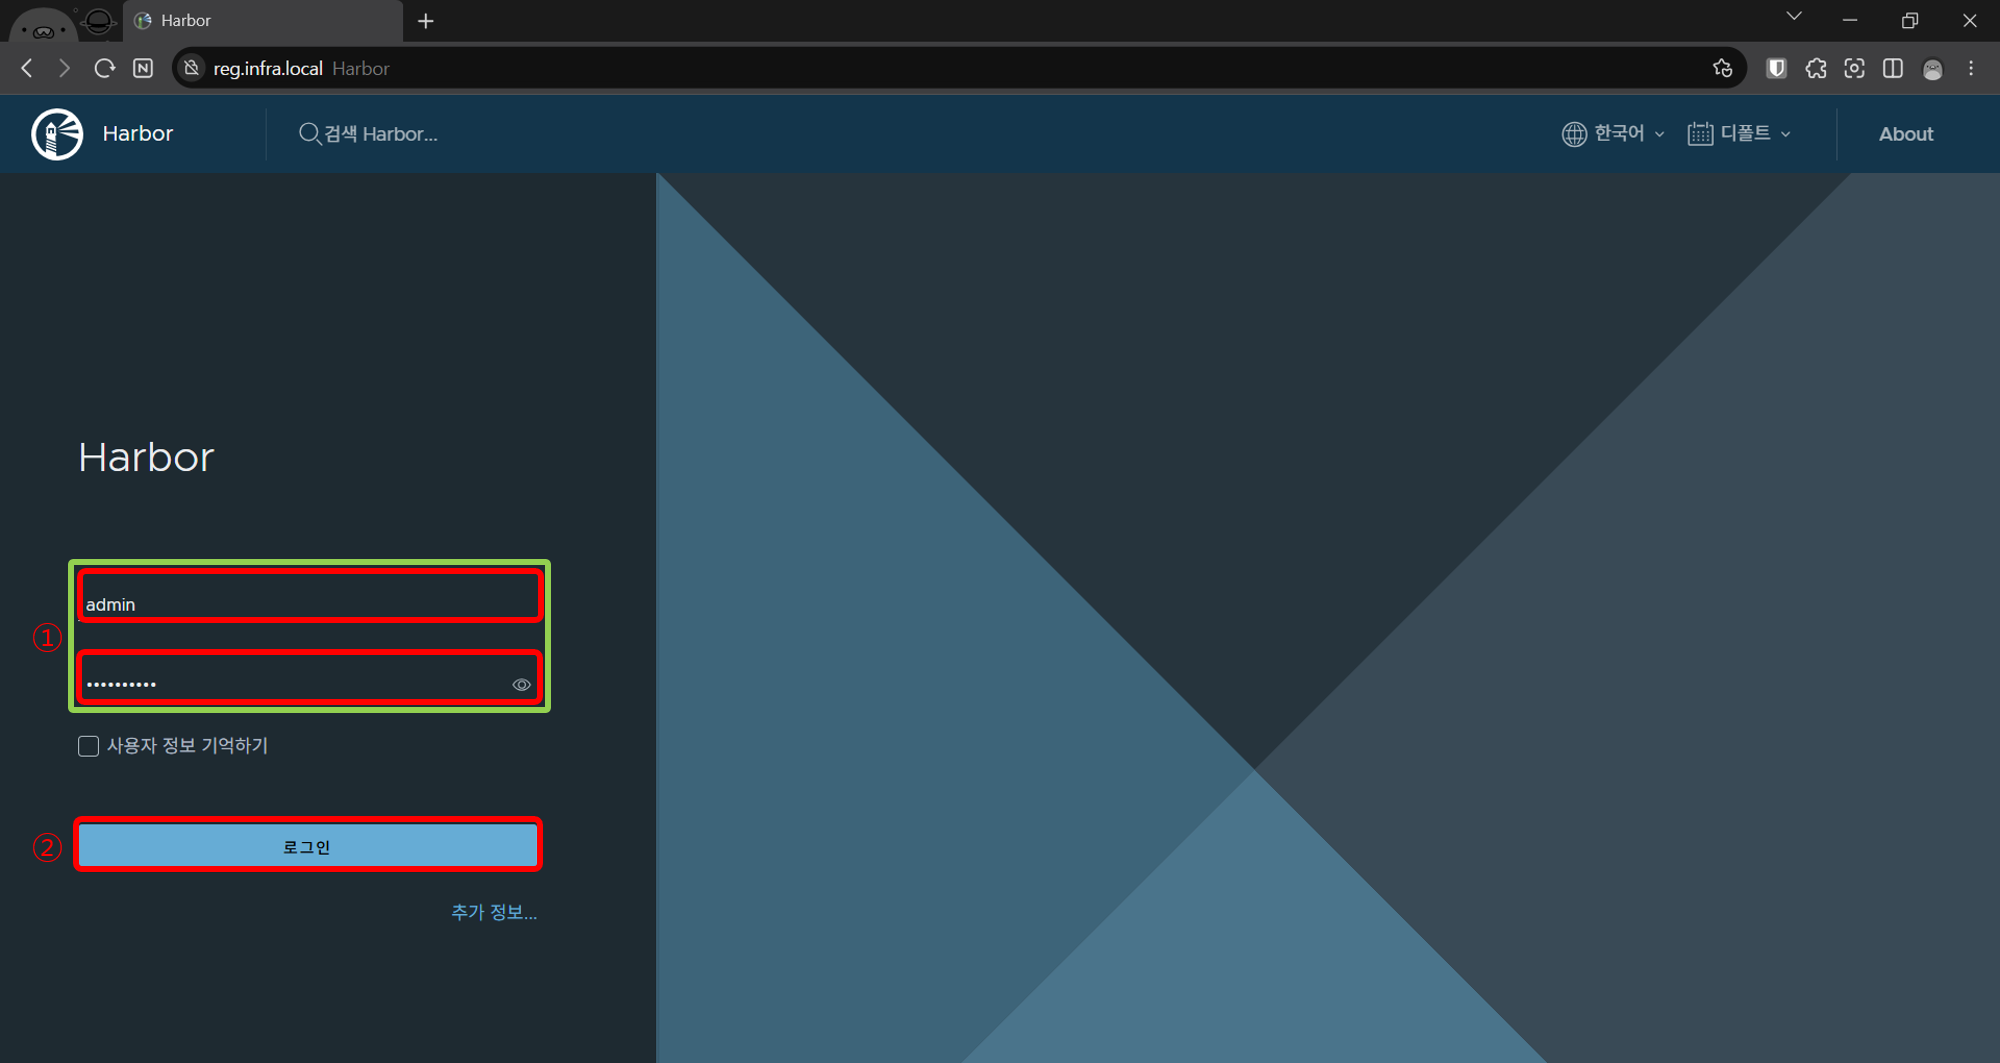 Harbor
reg.infra.local Harbor
Harbor
검색 Harbor...
한국어
디폴트
About
Harbor
①
admin
••••••••••
사용자 정보 기억하기
②
로그인
추가 정보...